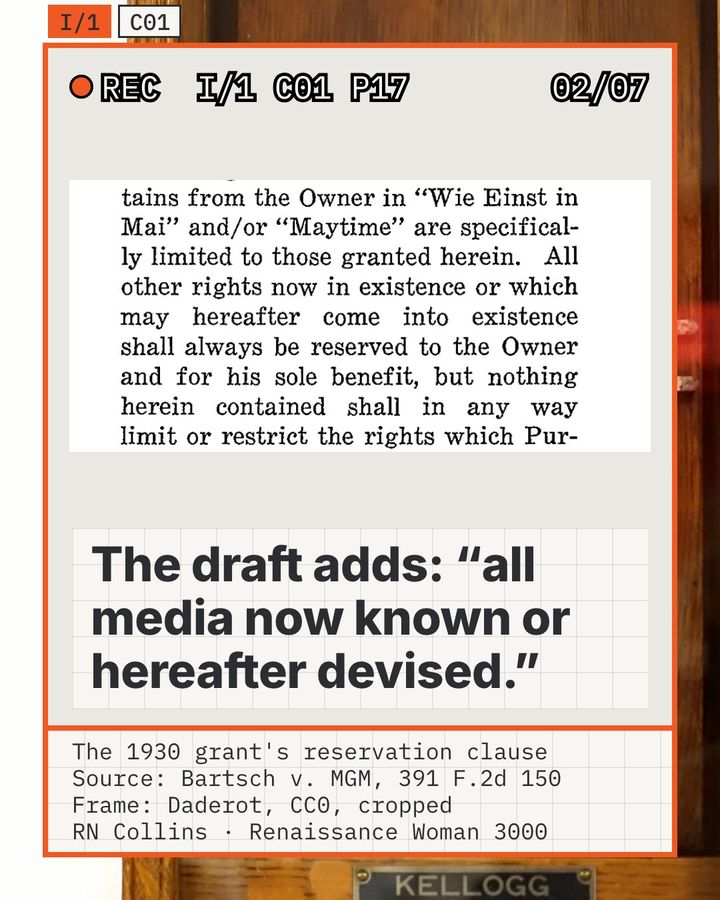 I/1 C01
REC I/1 C01 P17 02/07
tains from the Owner in “Wie Einst in
Mai” and/or “Maytime” are specifical-
ly limited to those granted herein. All
other rights now in existence or which
may hereafter come into existence
shall always be reserved to the Owner
and for his sole benefit, but nothing
herein contained shall in any way
limit or restrict the rights which Pur-
The draft adds: “all
media now known or
hereafter devised.”
The 1930 grant's reservation clause
Source: Bartsch v. MGM, 391 F.2d 150
Frame: Daderot, CC0, cropped
RN Collins · Renaissance Woman 3000
KELLOGG